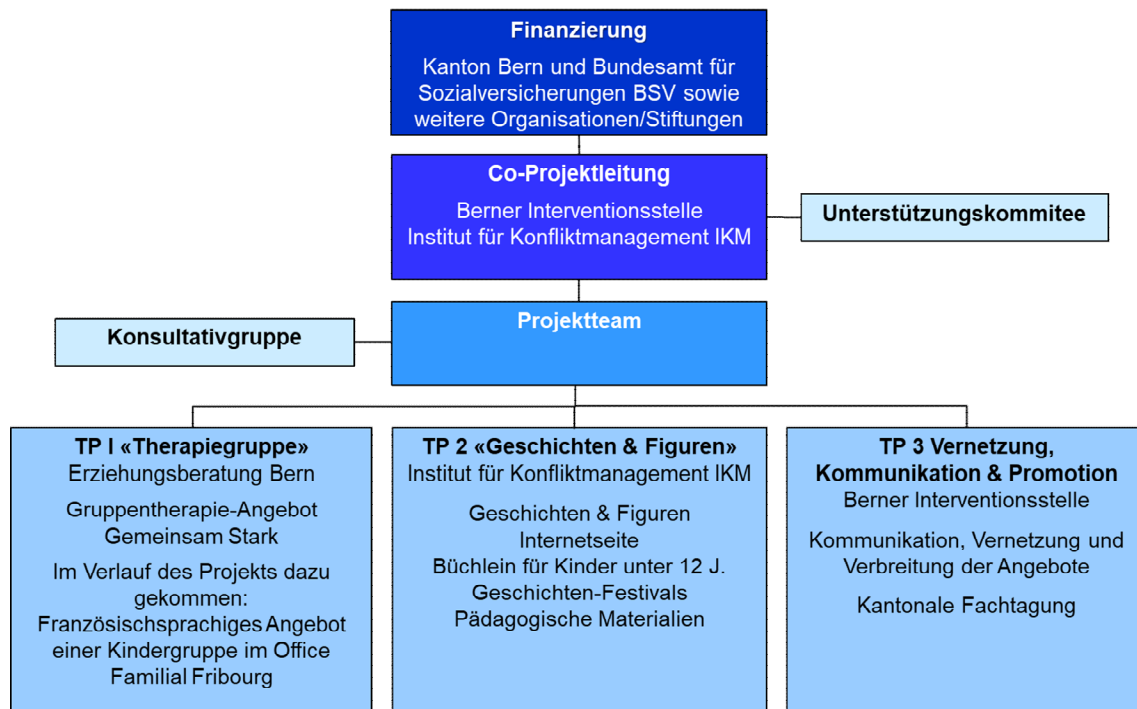 Finanzierung
Kanton Bern und Bundesamt für
Sozialversicherungen BSV sowie
weitere Organisationen/Stiftungen
Co-Projektleitung
Berner Interventionsstelle
Institut für Konfliktmanagement IKM
Unterstützungskommitee
Projektteam
Konsultativgruppe
TP I «Therapiegruppe»
Erziehungsberatung Bern
Gruppentherapie-Angebot
Gemeinsam Stark
Im Verlauf des Projekts dazu
gekommen:
Französischsprachiges Angebot
einer Kindergruppe im Office
Familial Fribourg
TP 2 «Geschichten & Figuren»
Institut für Konfliktmanagement IKM
Geschichten & Figuren
Internetseite
Büchlein für Kinder unter 12 J.
Geschichten-Festivals
Pädagogische Materialien
TP 3 Vernetzung,
Kommunikation & Promotion
Berner Interventionsstelle
Kommunikation, Vernetzung und
Verbreitung der Angebote
Kantonale Fachtagung